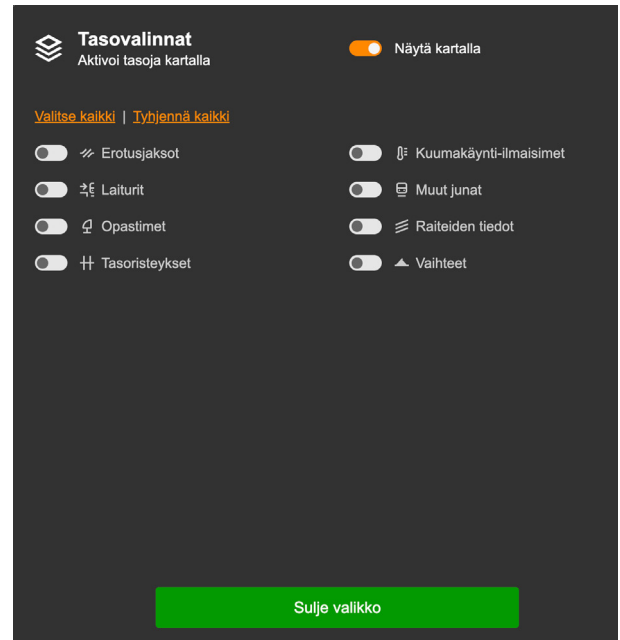 Tasovalinnat
Aktivoi tasoja kartalla
Näytä kartalla
Valitse kaikki | Tyhjennä kaikki
Erotusjaksot
Kuumakäynti-ilmaisimet
Laiturit
Muut junat
Opastimet
Raiteiden tiedot
Tasoristeykset
Vaihteet
Sulje valikko